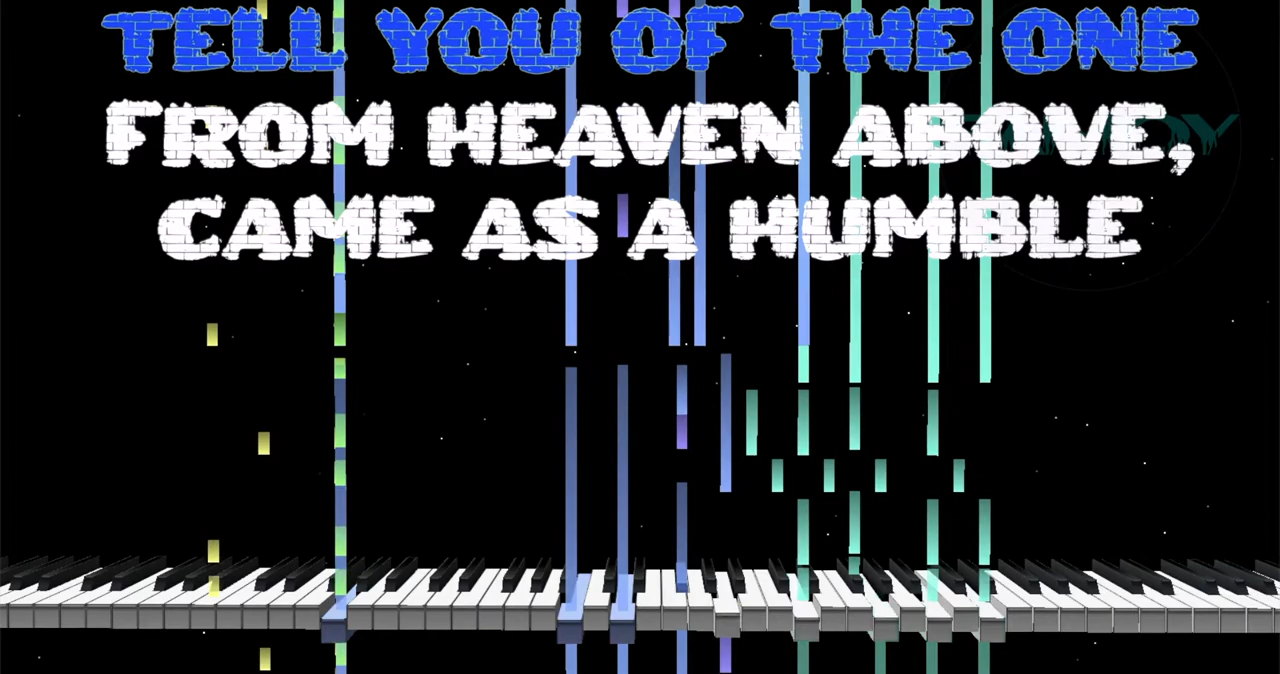 TELL YOU OF THE ONE
FROM HEAVEN ABOVE,
CAME AS A HUMBLE